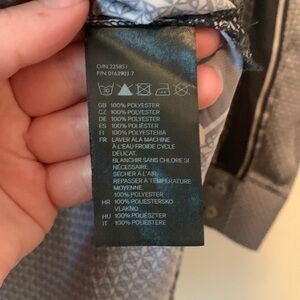 O/N 225851
P/N 0163903 7
GB 100% POLYESTER
CZ 100% POLYESTER
DE 100% POLYESTER
ES 100% POLIÉSTER
FI 100% POLYESTERIÄ
FR LAVER À LA MACHINE
À L'EAU FROIDE CYCLE
DÉLICAT.
BLANCHIR SANS CHLORE SI
NÉCESSAIRE.
SÉCHER À L'AIR
REPASSER À TEMPÉRATURE
MOYENNE
100% POLYESTER
HR 100% POLIESTERSKO
VLAKNO
HU 100% POLIÉSZTER
IT 100% POLIESTERE